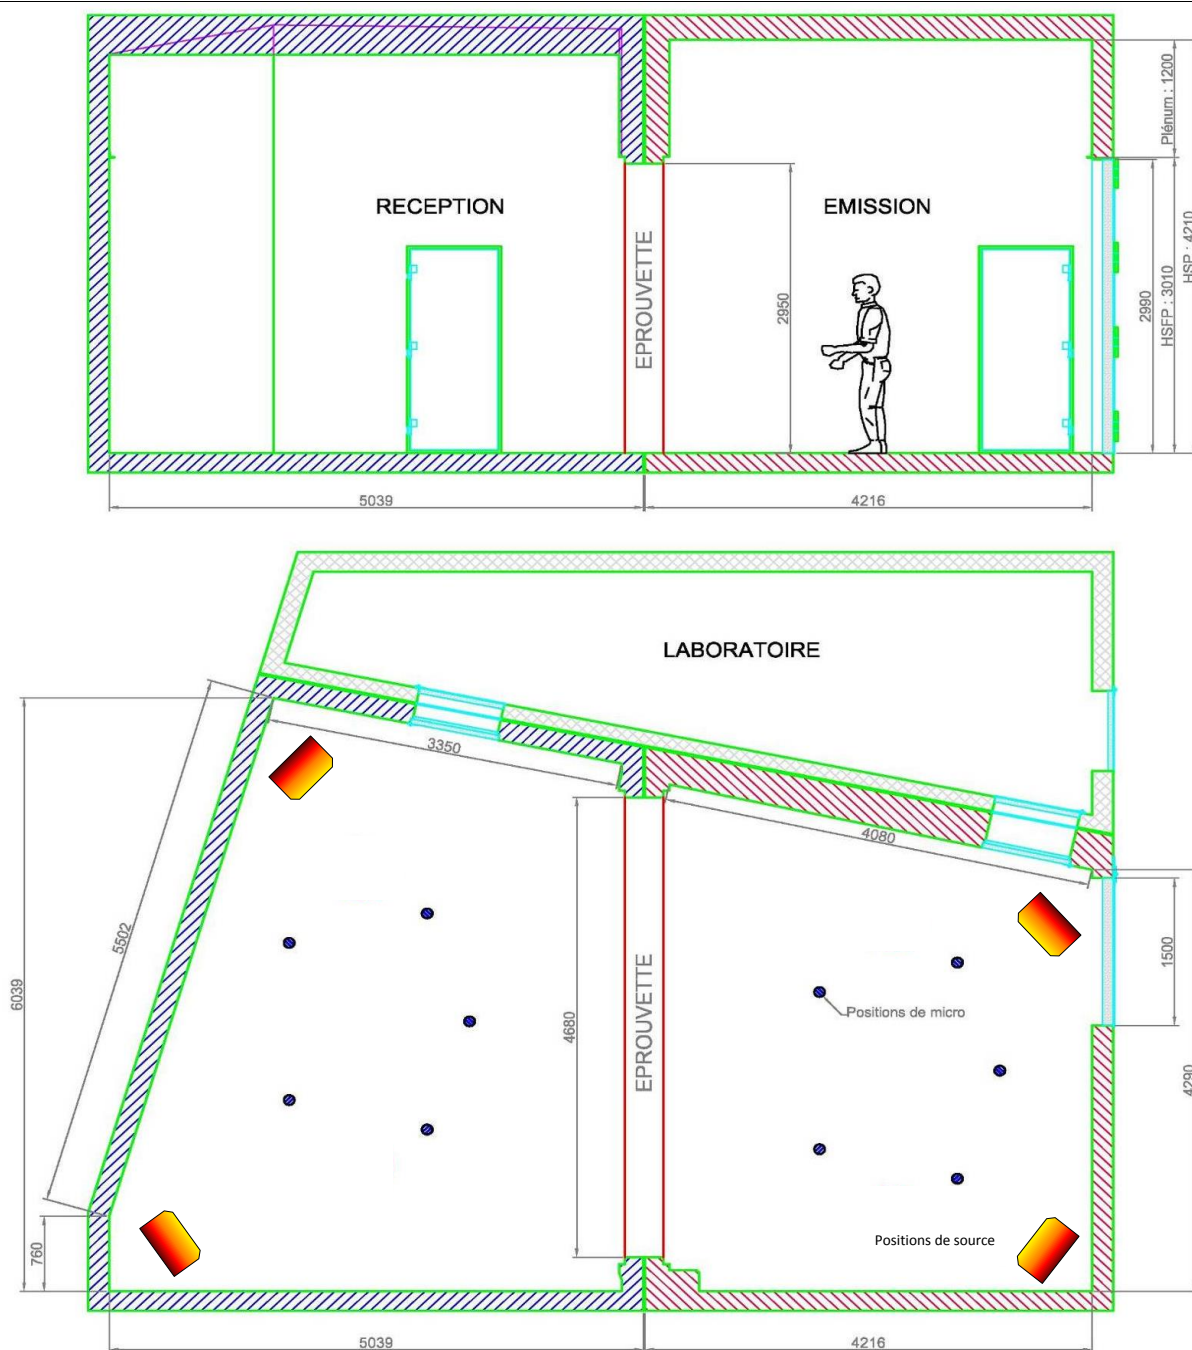 Plénum : 1200
RECEPTION
EMISSION
EPROUVETTE
2950
2990
HSFP : 3010
HSP : 4210
5039
4216
LABORATOIRE
3350
4080
5502
6039
1500
Positions de micro
4680
EPROUVETTE
4290
Positions de source
760
5039
4216